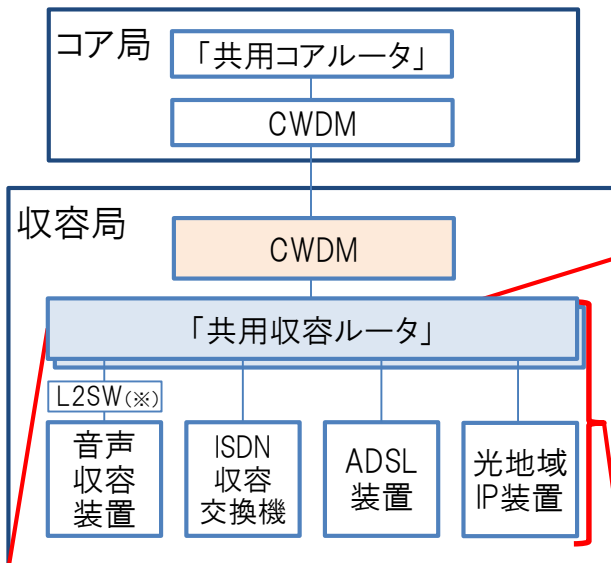 コア局
「共用コアルータ」
CWDM
収容局
CWDM
「共用収容ルータ」
L2SW(※)
音声
収容
装置
ISDN
収容
交換機
ADSL
装置
光地域
IP装置